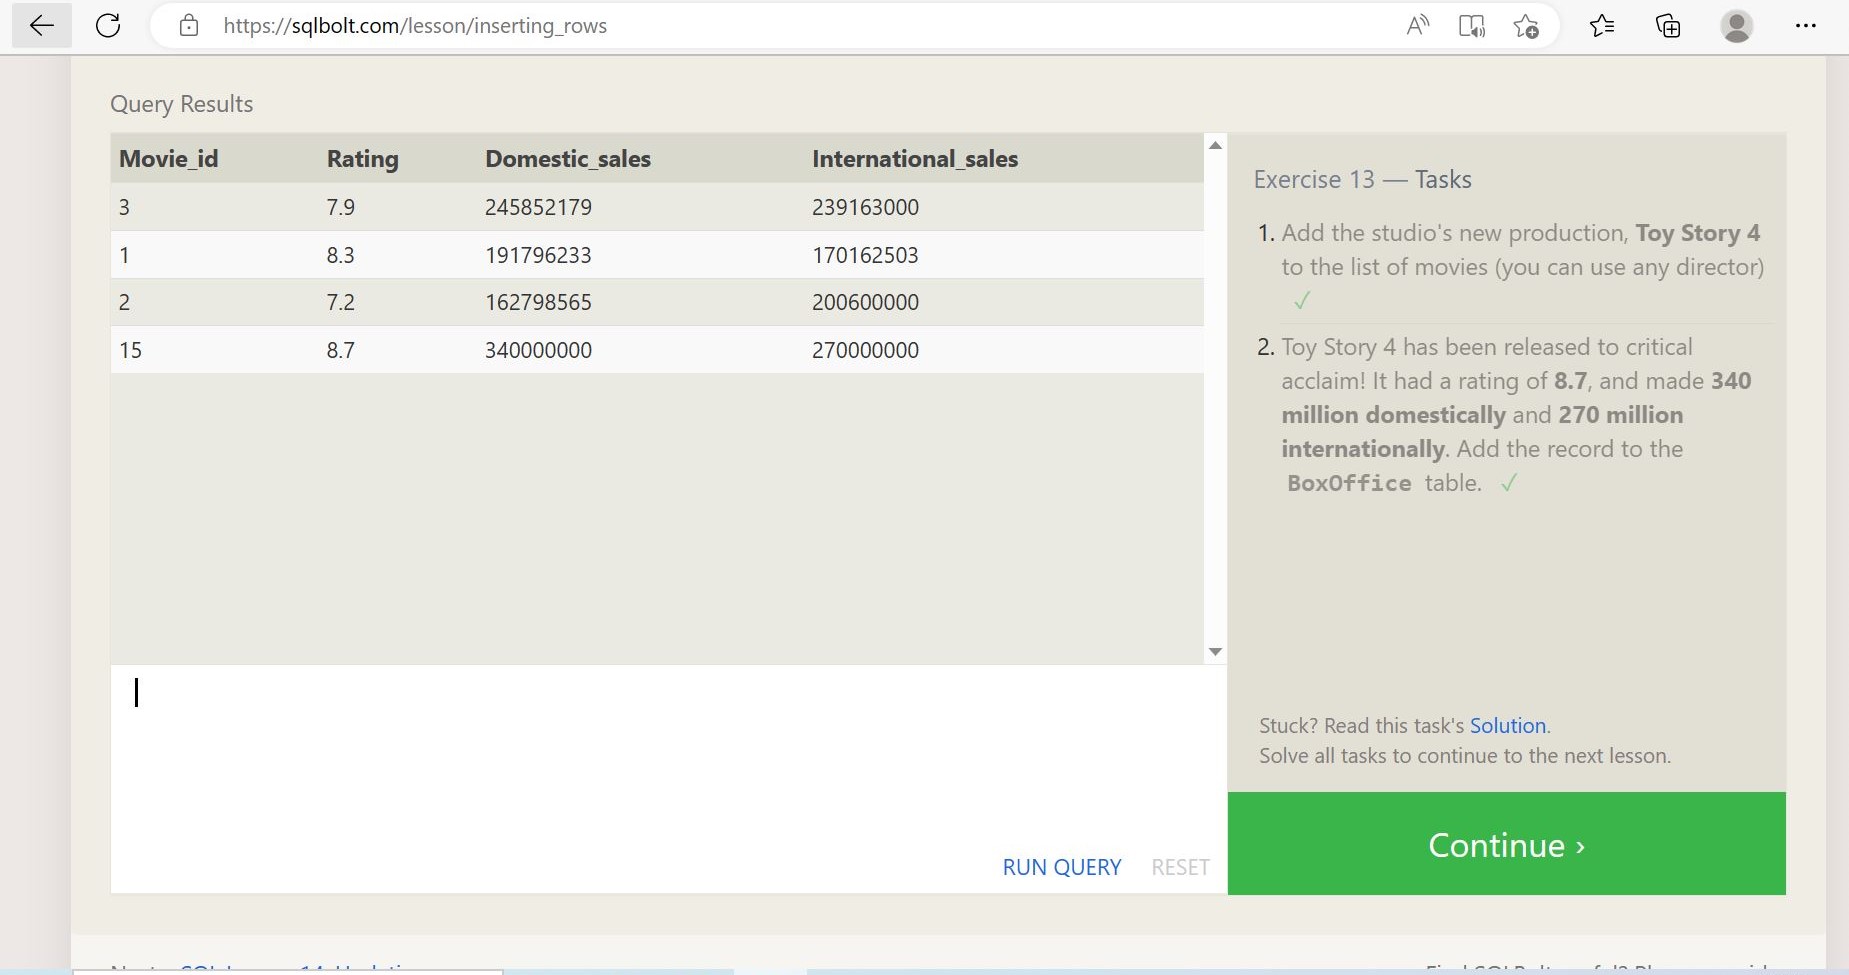 https://sqlbolt.com/lesson/inserting_rows
Query Results
Movie_id Rating Domestic_sales International_sales
3 7.9 245852179 239163000
1 8.3 191796233 170162503
2 7.2 162798565 200600000
15 8.7 340000000 270000000
RUN QUERY RESET
Exercise 13 — Tasks
1. Add the studio's new production, Toy Story 4
to the list of movies (you can use any director)
✓
2. Toy Story 4 has been released to critical
acclaim! It had a rating of 8.7, and made 340
million domestically and 270 million
internationally. Add the record to the
BoxOffice table. ✓
Stuck? Read this task's Solution.
Solve all tasks to continue to the next lesson.
Continue ›